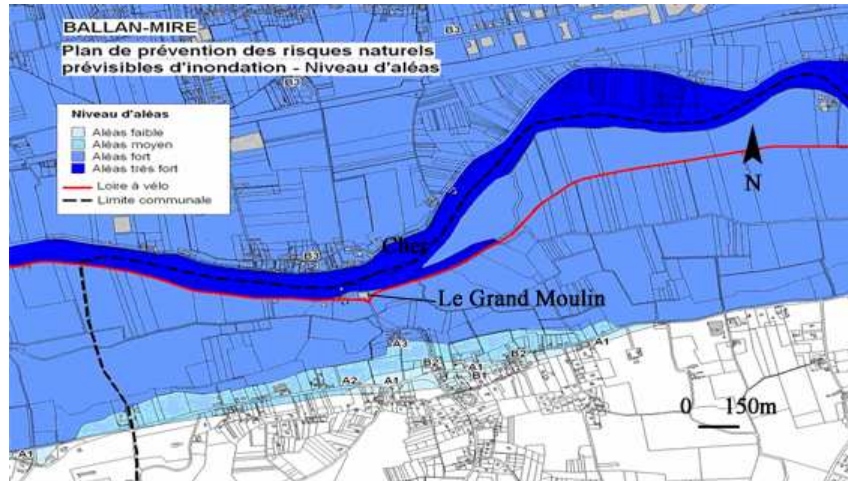 BALLAN-MIRE
Plan de prévention des risques naturels
prévisibles d'inondation - Niveau d'aléas
B3
B3
Niveau d'aléas
Aléas faible
Aléas moyen
Aléas fort
Aléas très fort
Loire à vélo
Limite communale
N
Cher
B3
Le Grand Moulin
A3
A1
B2
A1
B2
B1
A2
A1
0 150m
A1